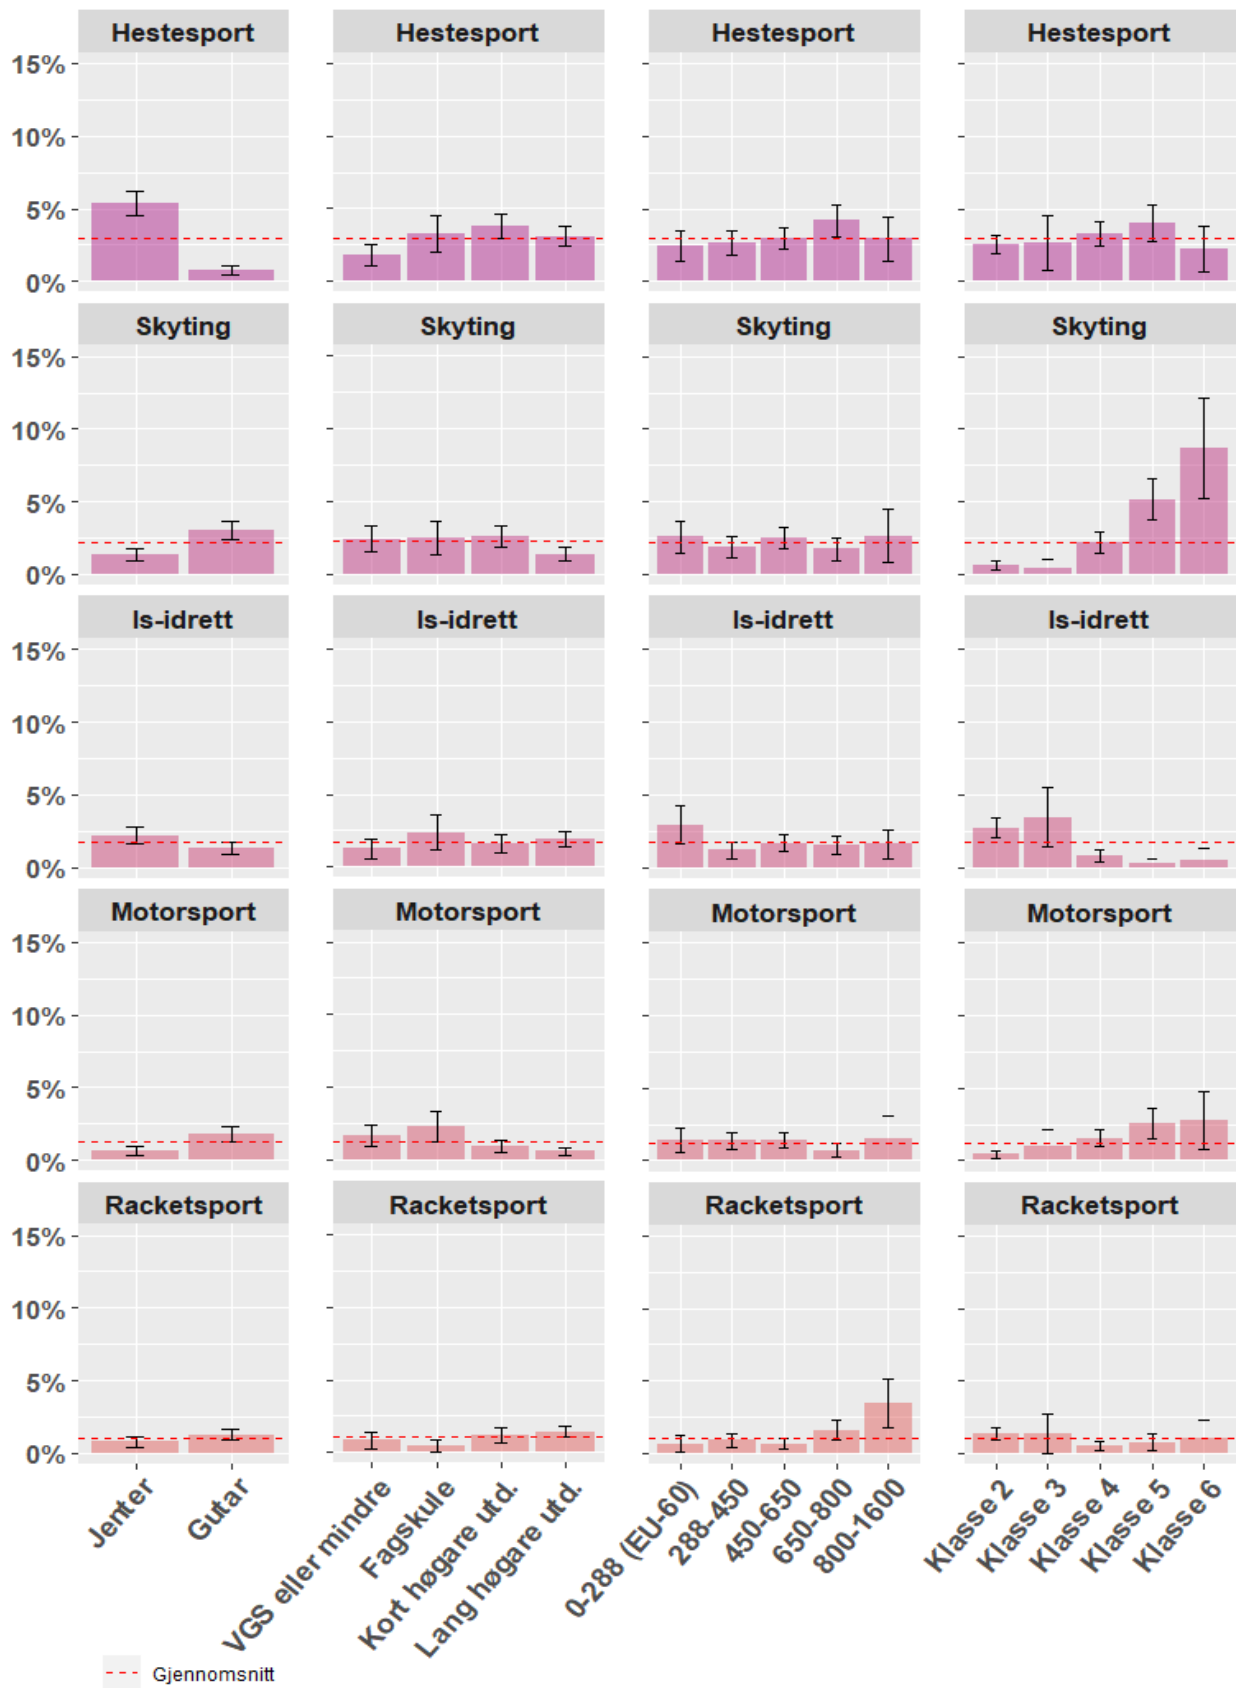 Hestesport Hestesport Hestesport Hestesport
15%
10%
5%
0%
Skyting Skyting Skyting Skyting
15%
10%
5%
0%
Is-idrett Is-idrett Is-idrett Is-idrett
15%
10%
5%
0%
Motorsport Motorsport Motorsport Motorsport
15%
10%
5%
0%
Racketsport Racketsport Racketsport Racketsport
15%
10%
5%
0%
Jenter
Gutar
VGS eller mindre
Fagskule
Kort høgare utd.
Lang høgare utd.
0-288 (EU-60)
288-450
450-650
650-800
800-1600
Klasse 2
Klasse 3
Klasse 4
Klasse 5
Klasse 6
Gjennomsnitt